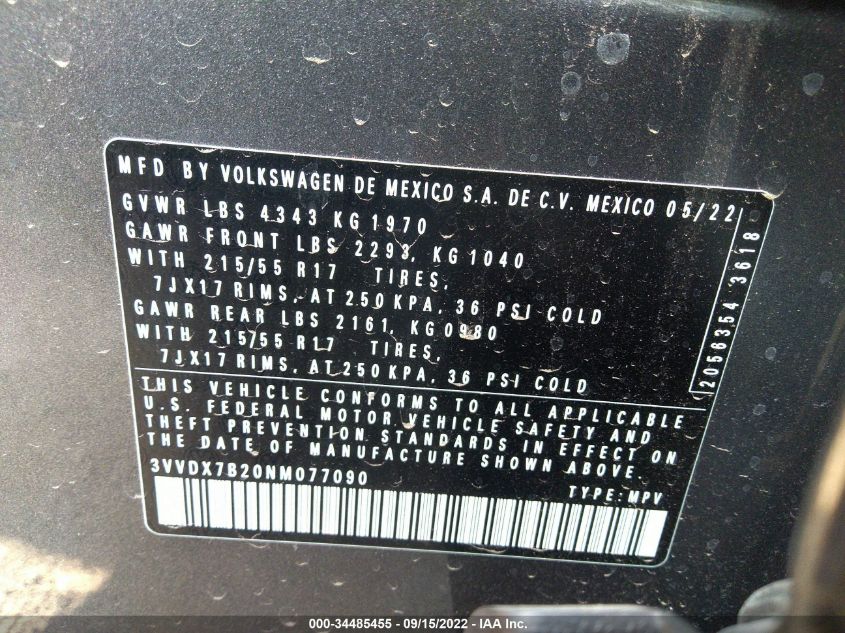 MFD BY VOLKSWAGEN DE MEXICO S.A. DE C.V. MEXICO 05/22
GVWR LBS 4343 KG 1970
GAWR FRONT LBS 2293, KG 1040
WITH 215/55 R17 TIRES,
7JX17 RIMS, AT 250 KPA, 36 PSI COLD
GAWR REAR LBS 2161, KG 0980
WITH 215/55 R17 TIRES,
7JX17 RIMS, AT 250 KPA, 36 PSI COLD
2056354 3618
THIS VEHICLE CONFORMS TO ALL APPLICABLE
U.S. FEDERAL MOTOR VEHICLE SAFETY AND
THEFT PREVENTION STANDARDS IN EFFECT ON
THE DATE OF MANUFACTURE SHOWN ABOVE.
3VVDX7B20NM077090
TYPE: MPV
000-34485455 - 09/15/2022 - IAA Inc.